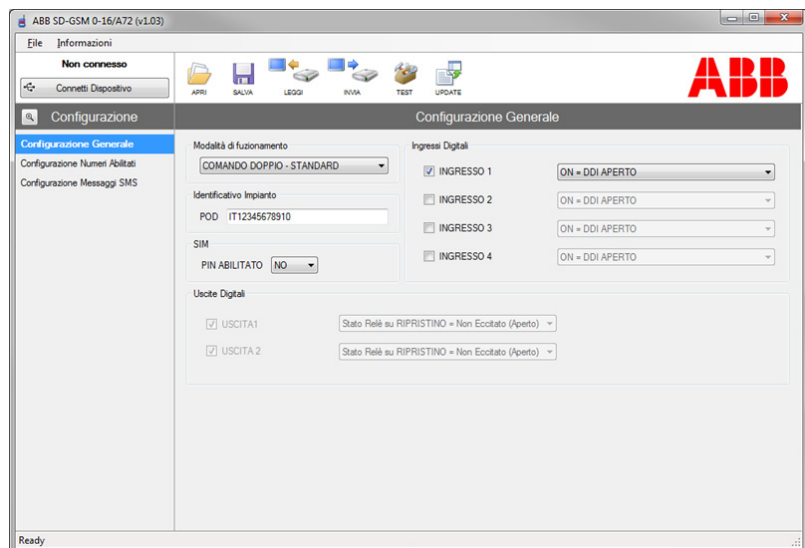 ABB SD-GSM 0-16/A72 (v1.03)
File Informazioni
Non connesso
Connetti Dispositivo
APRI SALVA LEGGI INVIA TEST UPDATE
ABB
Configurazione
Configurazione Generale
Configurazione Generale
Configurazione Numeri Abilitati
Configurazione Messaggi SMS
Modalità di fuzionamento
COMANDO DOPPIO - STANDARD
Identificativo Impianto
POD IT12345678910
SIM
PIN ABILITATO NO
Ingressi Digitali
INGRESSO 1 ON = DDI APERTO
INGRESSO 2 ON = DDI APERTO
INGRESSO 3 ON = DDI APERTO
INGRESSO 4 ON = DDI APERTO
Uscite Digitali
USCITA1 Stato Relè su RIPRISTINO = Non Eccitato (Aperto)
USCITA 2 Stato Relè su RIPRISTINO = Non Eccitato (Aperto)
Ready